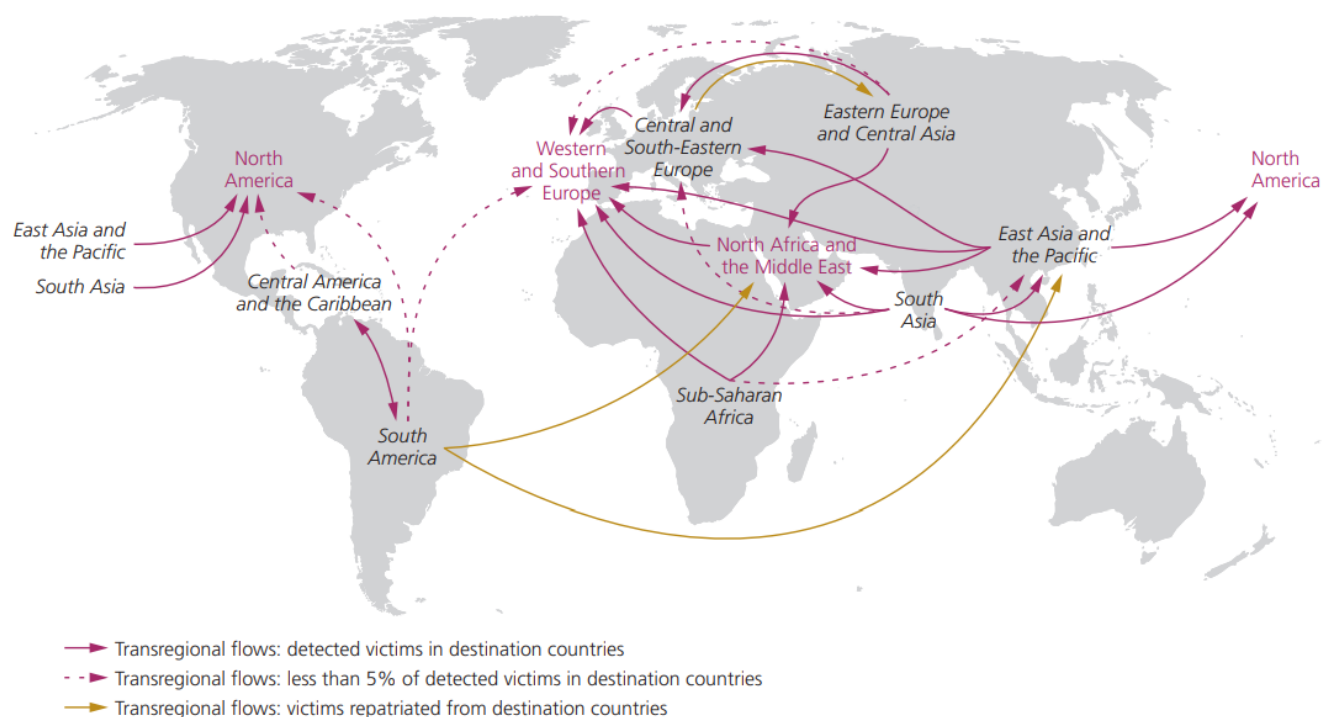 Eastern Europe
and Central Asia
Central and
South-Eastern
Europe
Western
and Southern
Europe
North
America
North
America
East Asia and
the Pacific
South Asia
Central America
and the Caribbean
North Africa and
the Middle East
East Asia and
the Pacific
South
Asia
Sub-Saharan
Africa
South
America
Transregional flows: detected victims in destination countries
Transregional flows: less than 5% of detected victims in destination countries
Transregional flows: victims repatriated from destination countries